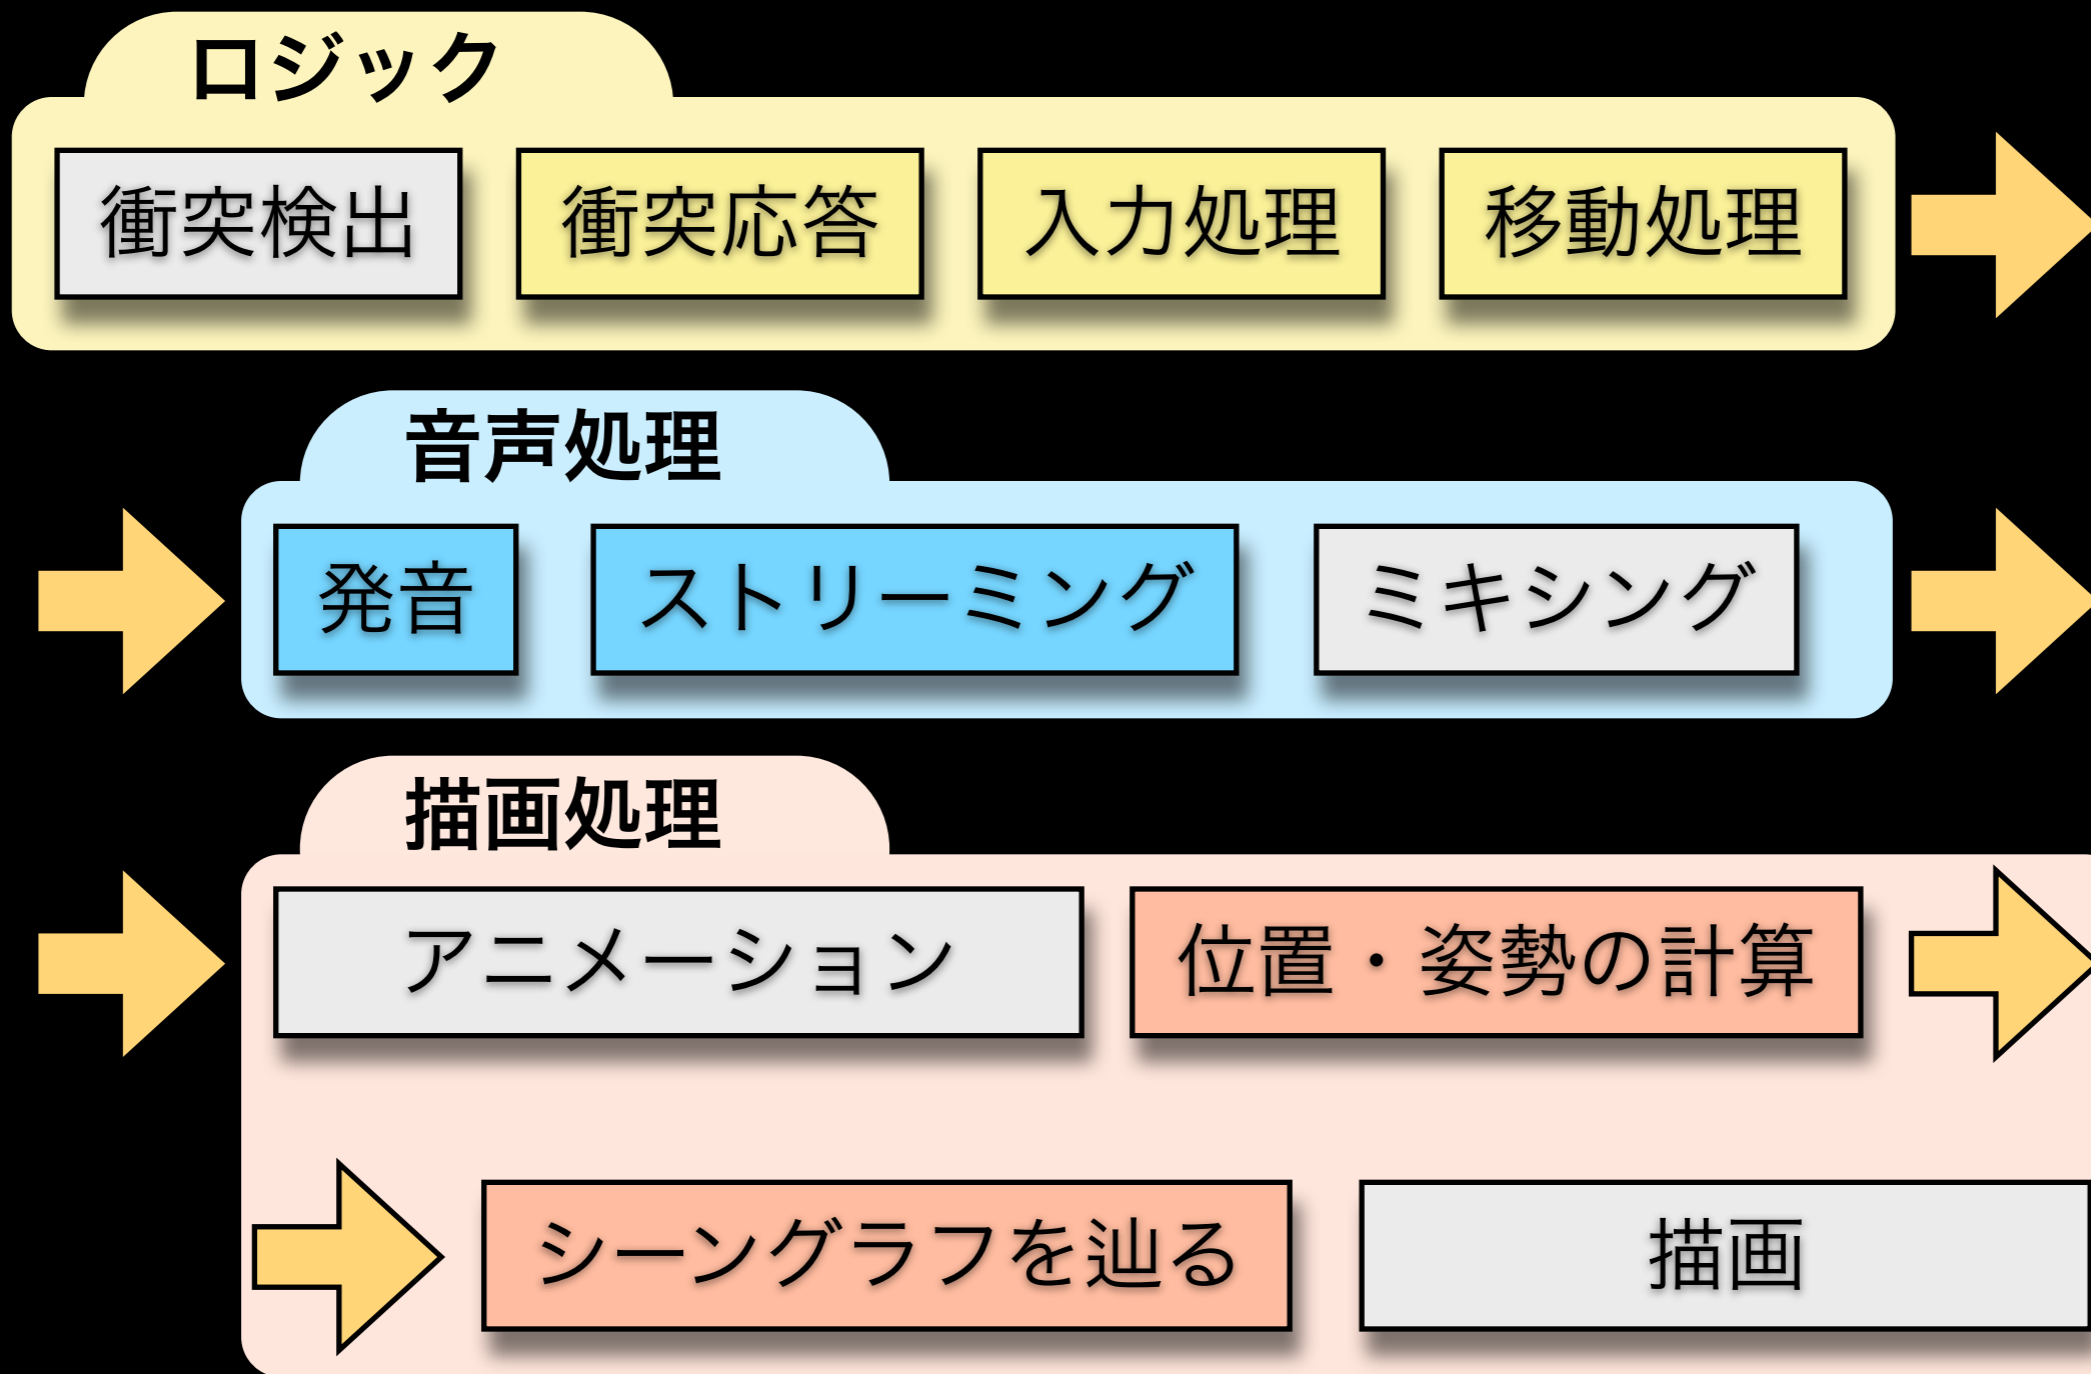 ロジック
衝突検出 衝突応答 入力処理 移動処理
音声処理
発音 ストリーミング ミキシング
描画処理
アニメーション 位置・姿勢の計算
シーングラフを辿る 描画